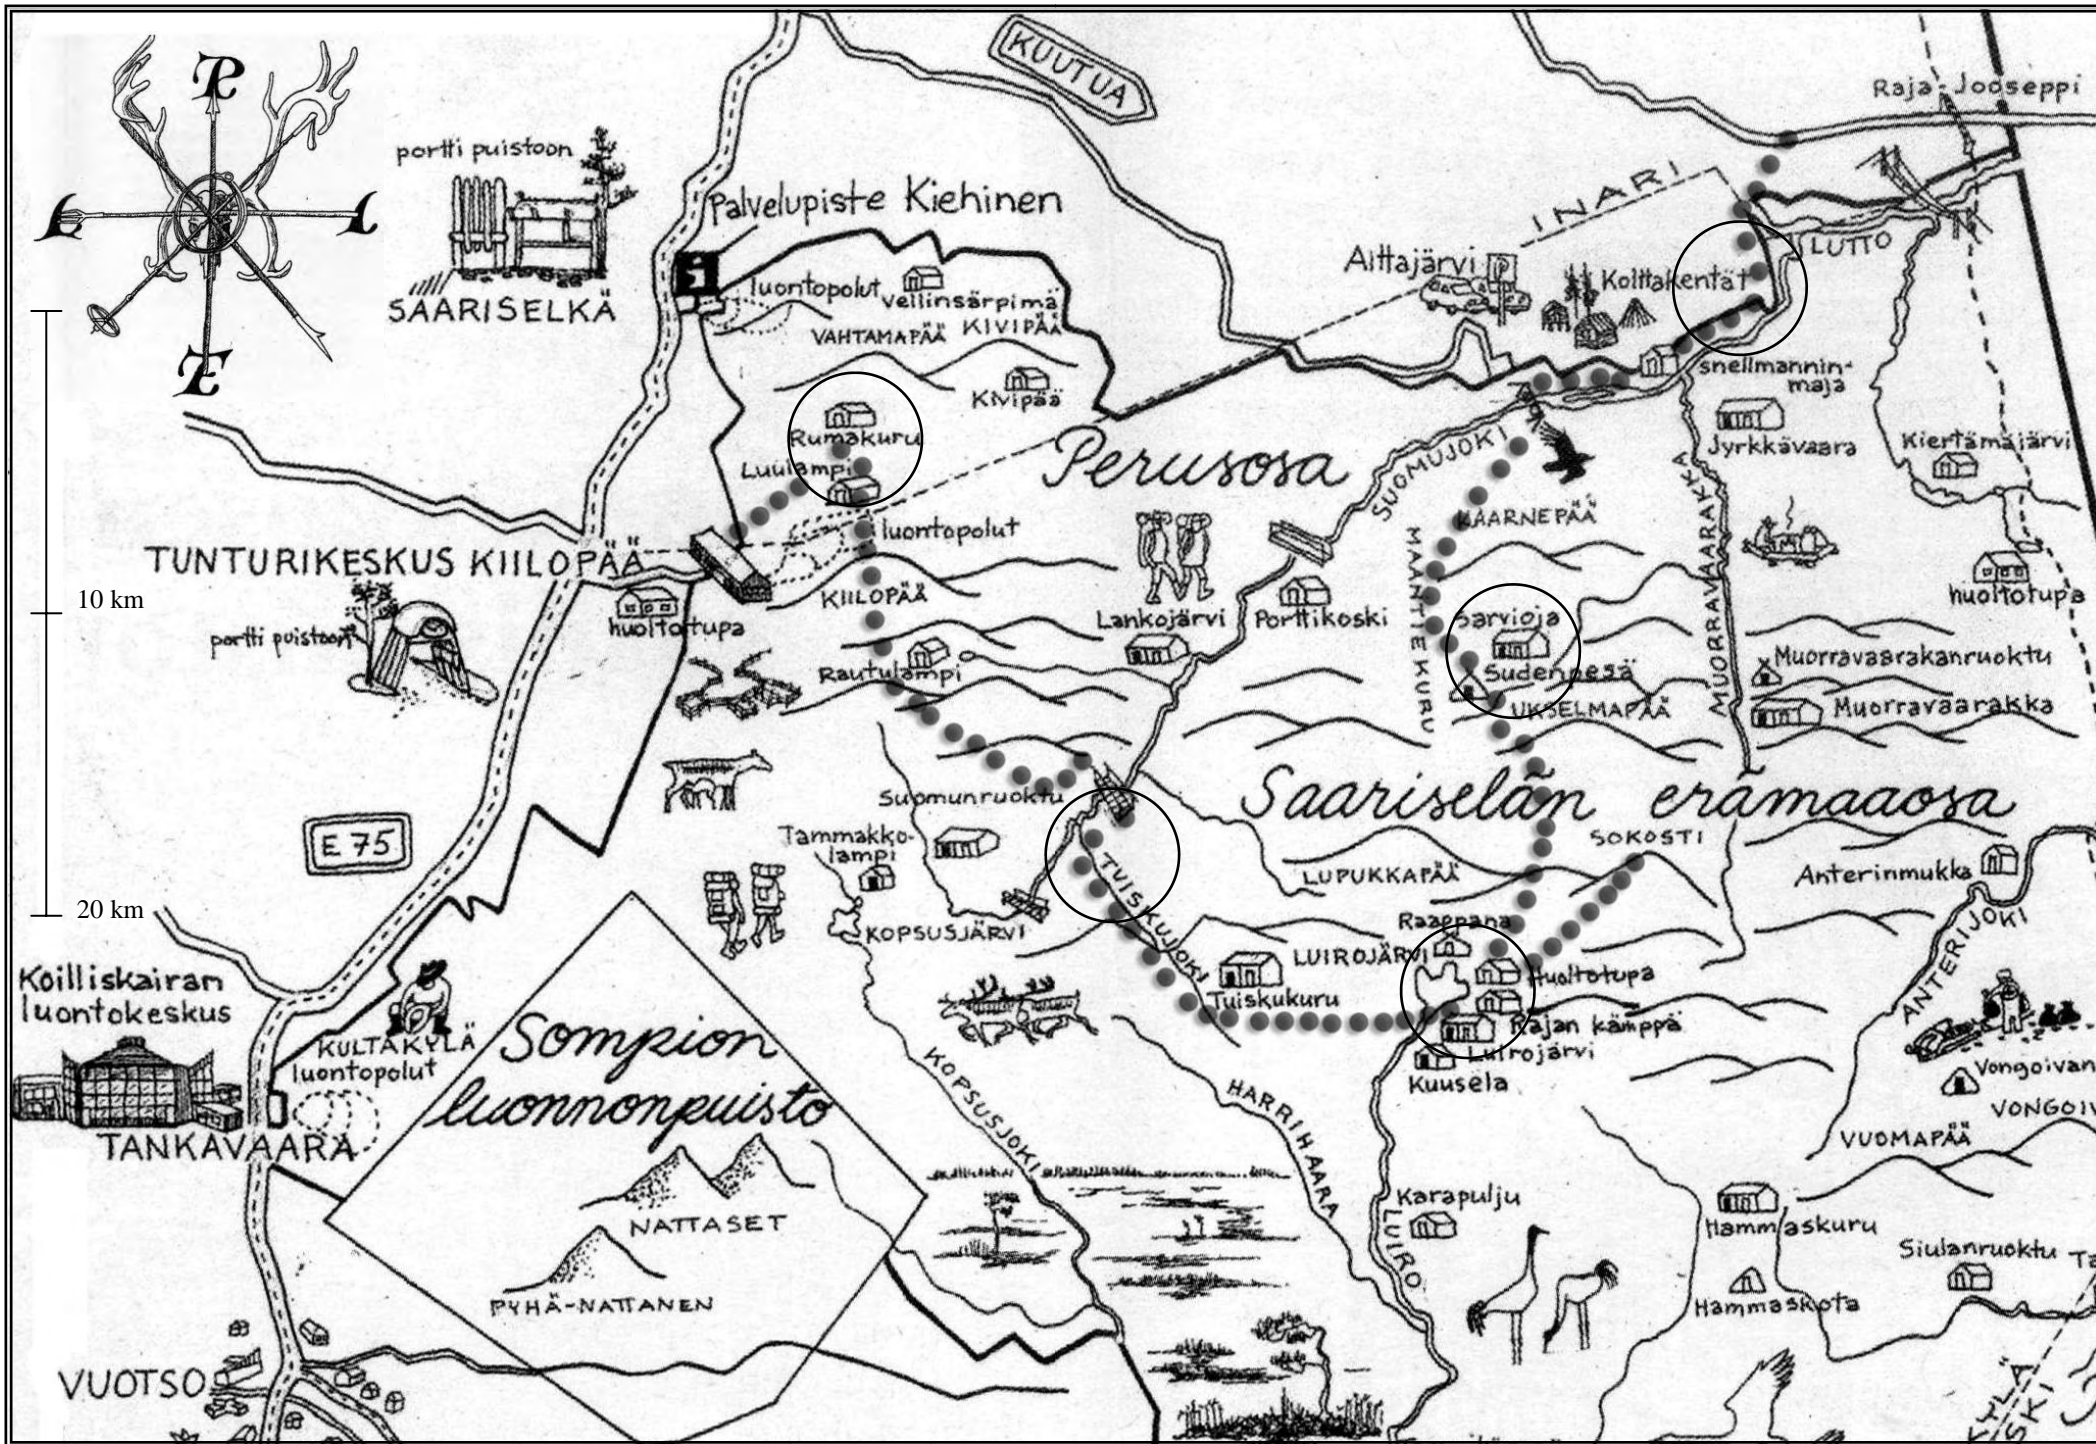 KUUTUA
Raja-Jooseppi
P
L
I
E
portti puistoon
SAARISELKÄ
Palvelupiste Kiehinen
i
luontopolut
Vellinsärpimä
VAHTAMAPÄÄ
KIVIPÄÄ
Kivipää
Rumakuru
Luulampi
luontopolut
INARI
Aittajärvi
P
Kolttakentät
LUTTO
snellmannin-
maja
Jyrkkävaara
Kiertämäjärvi
Perusosa
SUOMUJOKI
KAARNEPÄÄ
MAANTEKURU
MUORRAVAARAKKA
TUNTURIKESKUS KIILOPÄÄ
huoltotupa
KIILOPÄÄ
10 km
portti puistoon
Rautulampi
Lankojärvi
Porttikoski
Sarvioja
Sudenpesä
UKSELMAPÄÄ
huoltotupa
Muorravaarakanruoktu
Muorravaarakka
Suomunruoktu
Saariselän erämaaosa
SOKOSTI
E 75
Tammakko-
lampi
TUISKUJOKI
LUPUKKAPÄÄ
Anterinmukka
20 km
KOPSUSJÄRVI
Raappana
LUIROJÄRVI
Huoltotupa
Tuiskukuru
Rajan kämppä
Luirojärvi
Kuusela
ANTERIJOKI
Koilliskairan
luontokeskus
KULTAKYLÄ
luontopolut
TANKAVAARA
Sompion
luonnonpuisto
KOPSUSJOKI
HARRIHAARA
Vongoivan
VUOMAPÄÄ
NATTASET
PYHÄ-NATTANEN
LUIRO
Karapulju
Hammaskuru
Hammaskota
Siulanruoktu
VUOTSO